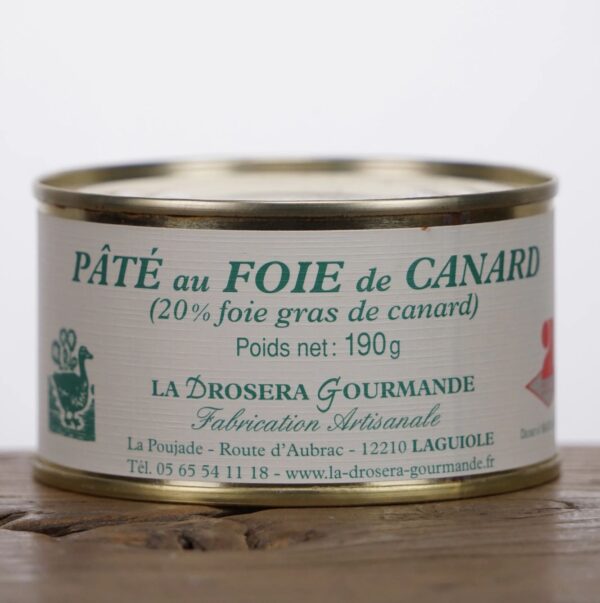 PÂTÉ au FOIE de CANARD
(20% foie gras de canard)
Poids net: 190g
LA DROSERA GOURMANDE
Fabrication Artisanale
La Poujade - Route d'Aubrac - 12210 LAGUIOLE
Tél. 05 65 54 11 18 - www.la-drosera-gourmande.fr